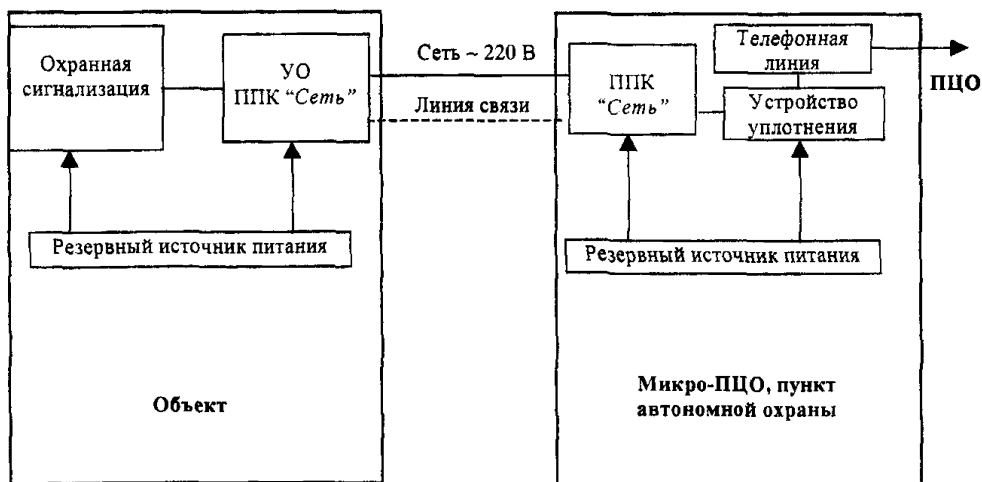 Охранная
сигнализация
УО
ППК “Сеть”
Сеть ~ 220 В
Линия связи
ППК
“Сеть”
Телефонная
линия
ПЦО
Устройство
уплотнения
Резервный источник питания
Резервный источник питания
Объект
Микро-ПЦО, пункт
автономной охраны